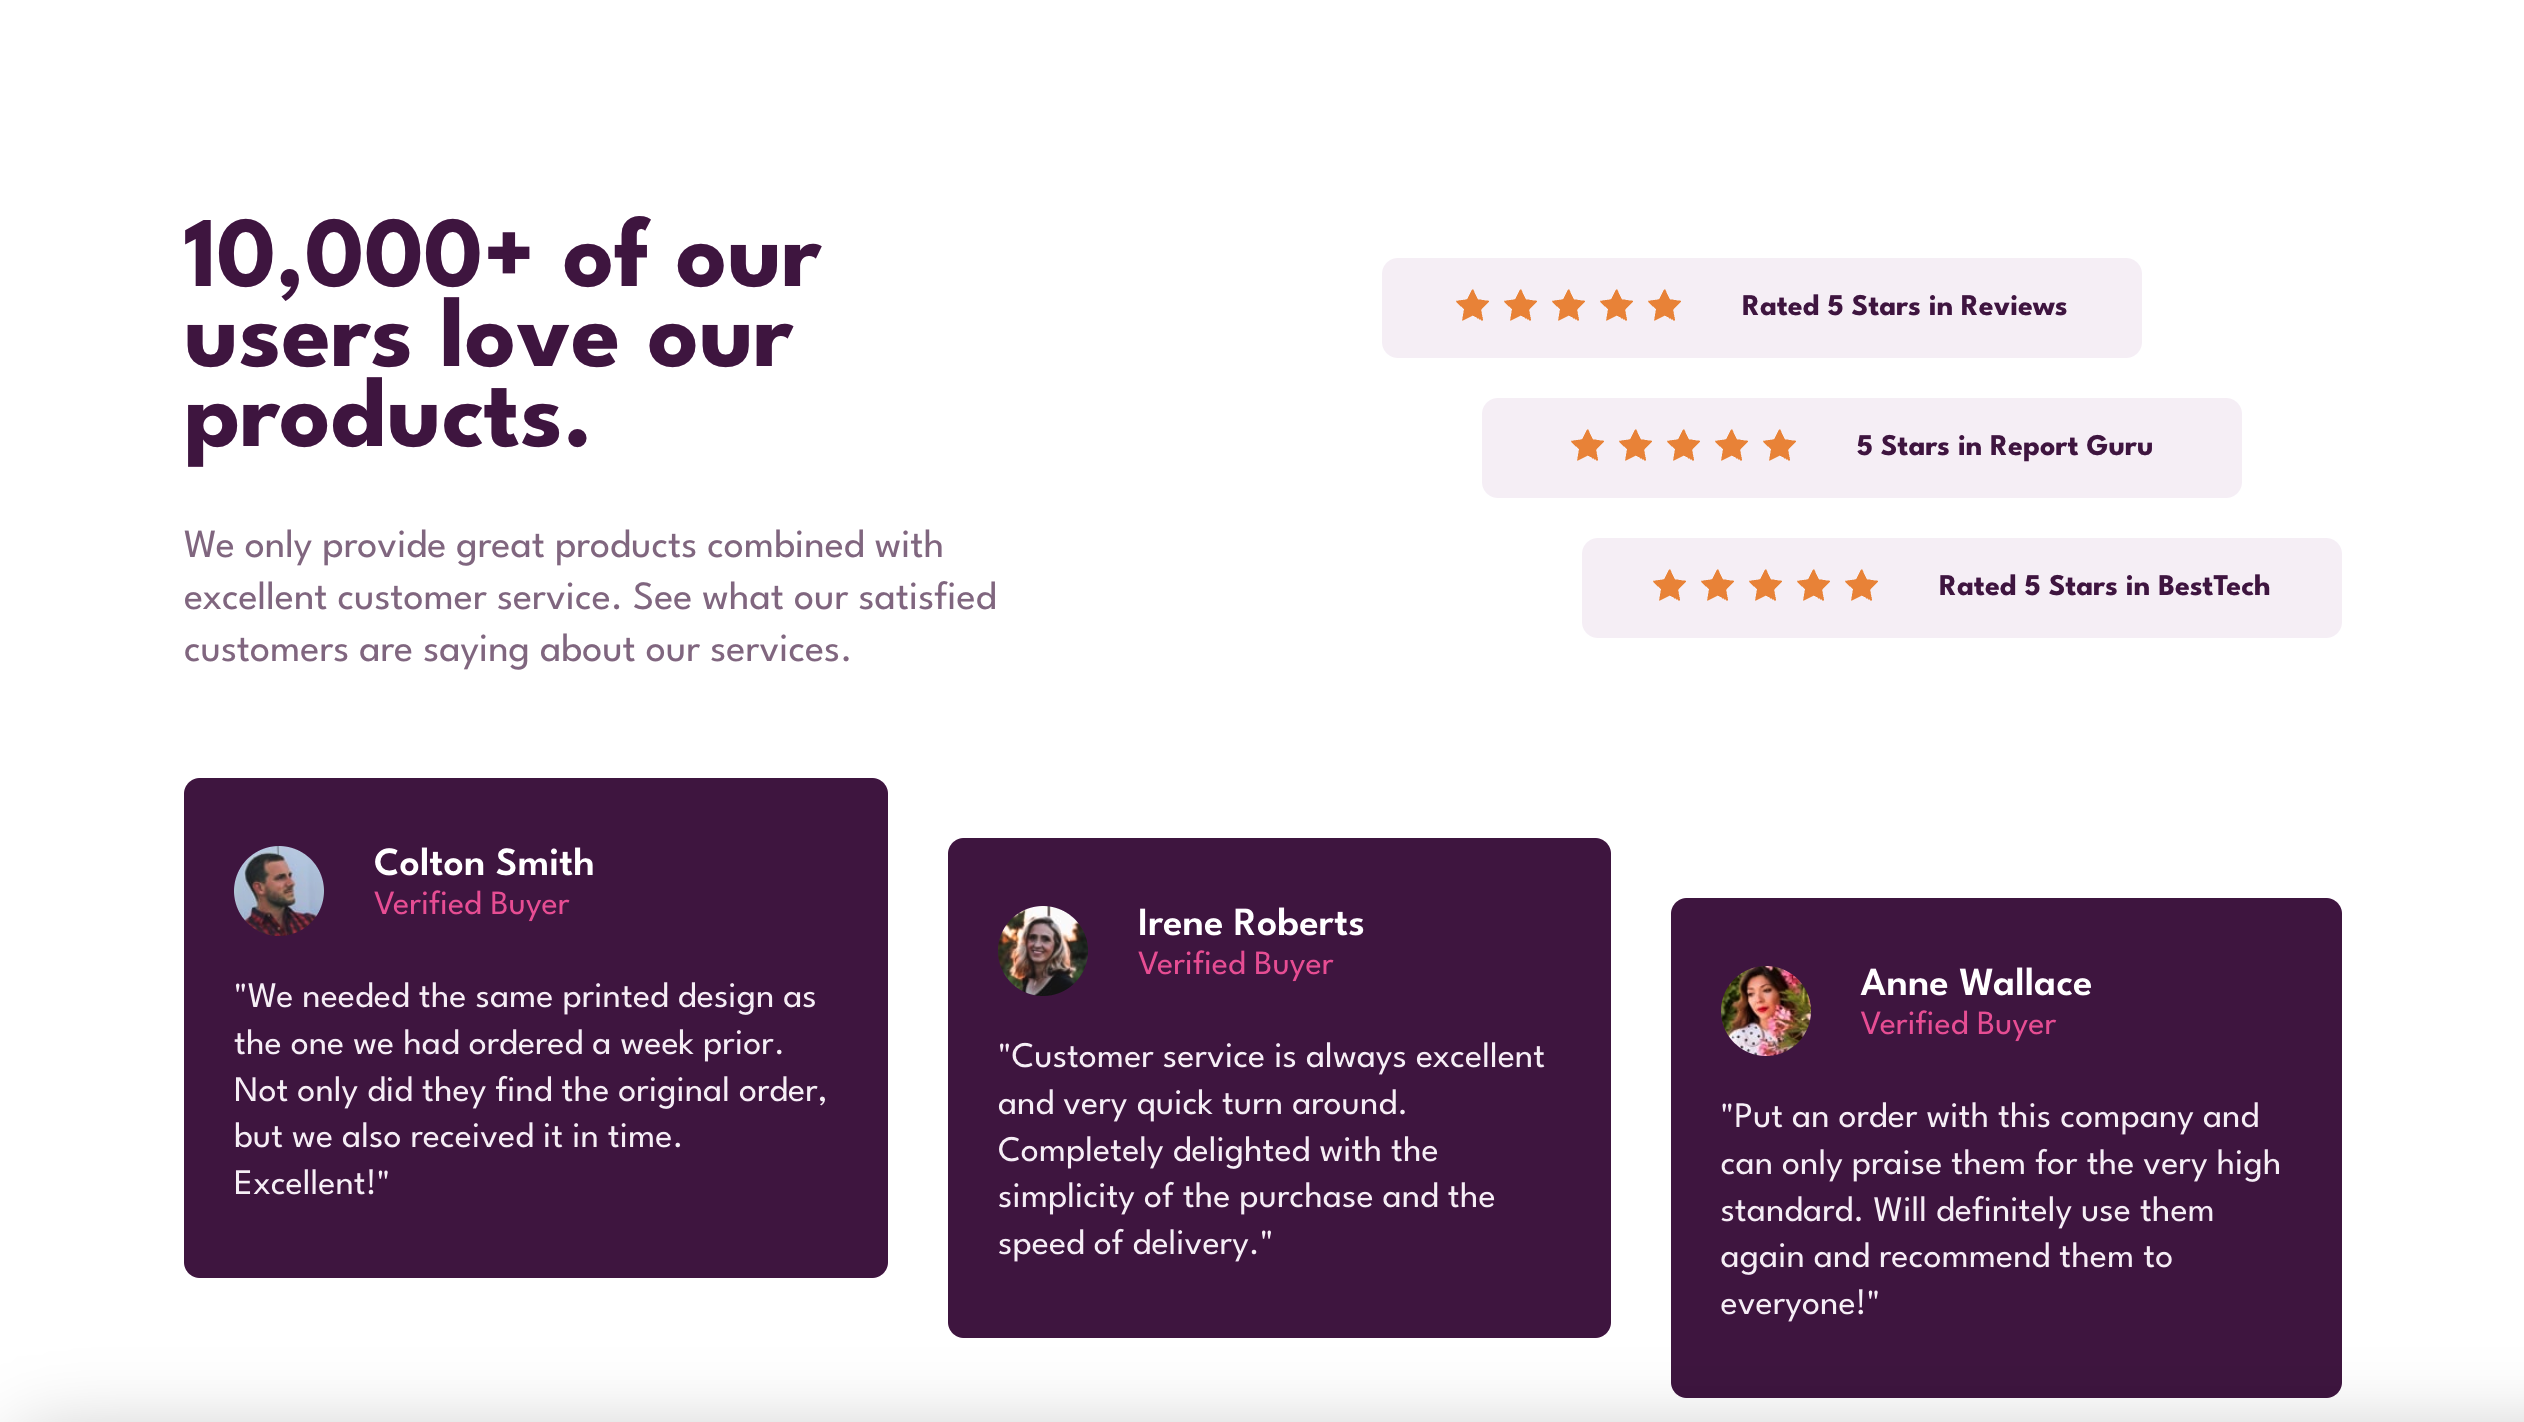 10,000+ of our
users love our
products.
We only provide great products combined with
excellent customer service. See what our satisfied
customers are saying about our services.
Rated 5 Stars in Reviews
5 Stars in Report Guru
Rated 5 Stars in BestTech
Colton Smith
Verified Buyer
"We needed the same printed design as
the one we had ordered a week prior.
Not only did they find the original order,
but we also received it in time.
Excellent!"
Irene Roberts
Verified Buyer
"Customer service is always excellent
and very quick turn around.
Completely delighted with the
simplicity of the purchase and the
speed of delivery."
Anne Wallace
Verified Buyer
"Put an order with this company and
can only praise them for the very high
standard. Will definitely use them
again and recommend them to
everyone!"